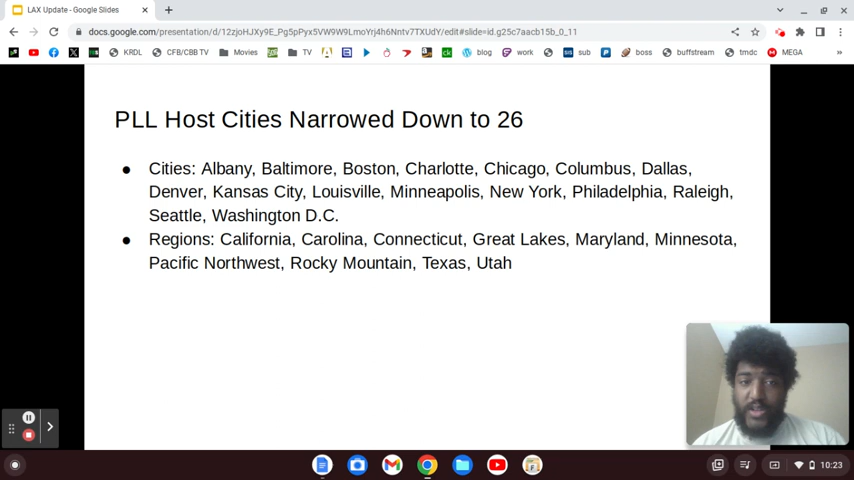 LAX Update - Google Slides
docs.google.com/presentation/d/12zjoHJXy9E_Pg5pPyx5VW9W9LmoYrj4h6Nntv7TXUdY/edit#slide=id.g25c7aacb15b_0_11
KRDL CFB/CBB TV Movies TV blog work sub boss buffstream tmdc MEGA »
PLL Host Cities Narrowed Down to 26
● Cities: Albany, Baltimore, Boston, Charlotte, Chicago, Columbus, Dallas,
Denver, Kansas City, Louisville, Minneapolis, New York, Philadelphia, Raleigh,
Seattle, Washington D.C.
● Regions: California, Carolina, Connecticut, Great Lakes, Maryland, Minnesota,
Pacific Northwest, Rocky Mountain, Texas, Utah
10:23